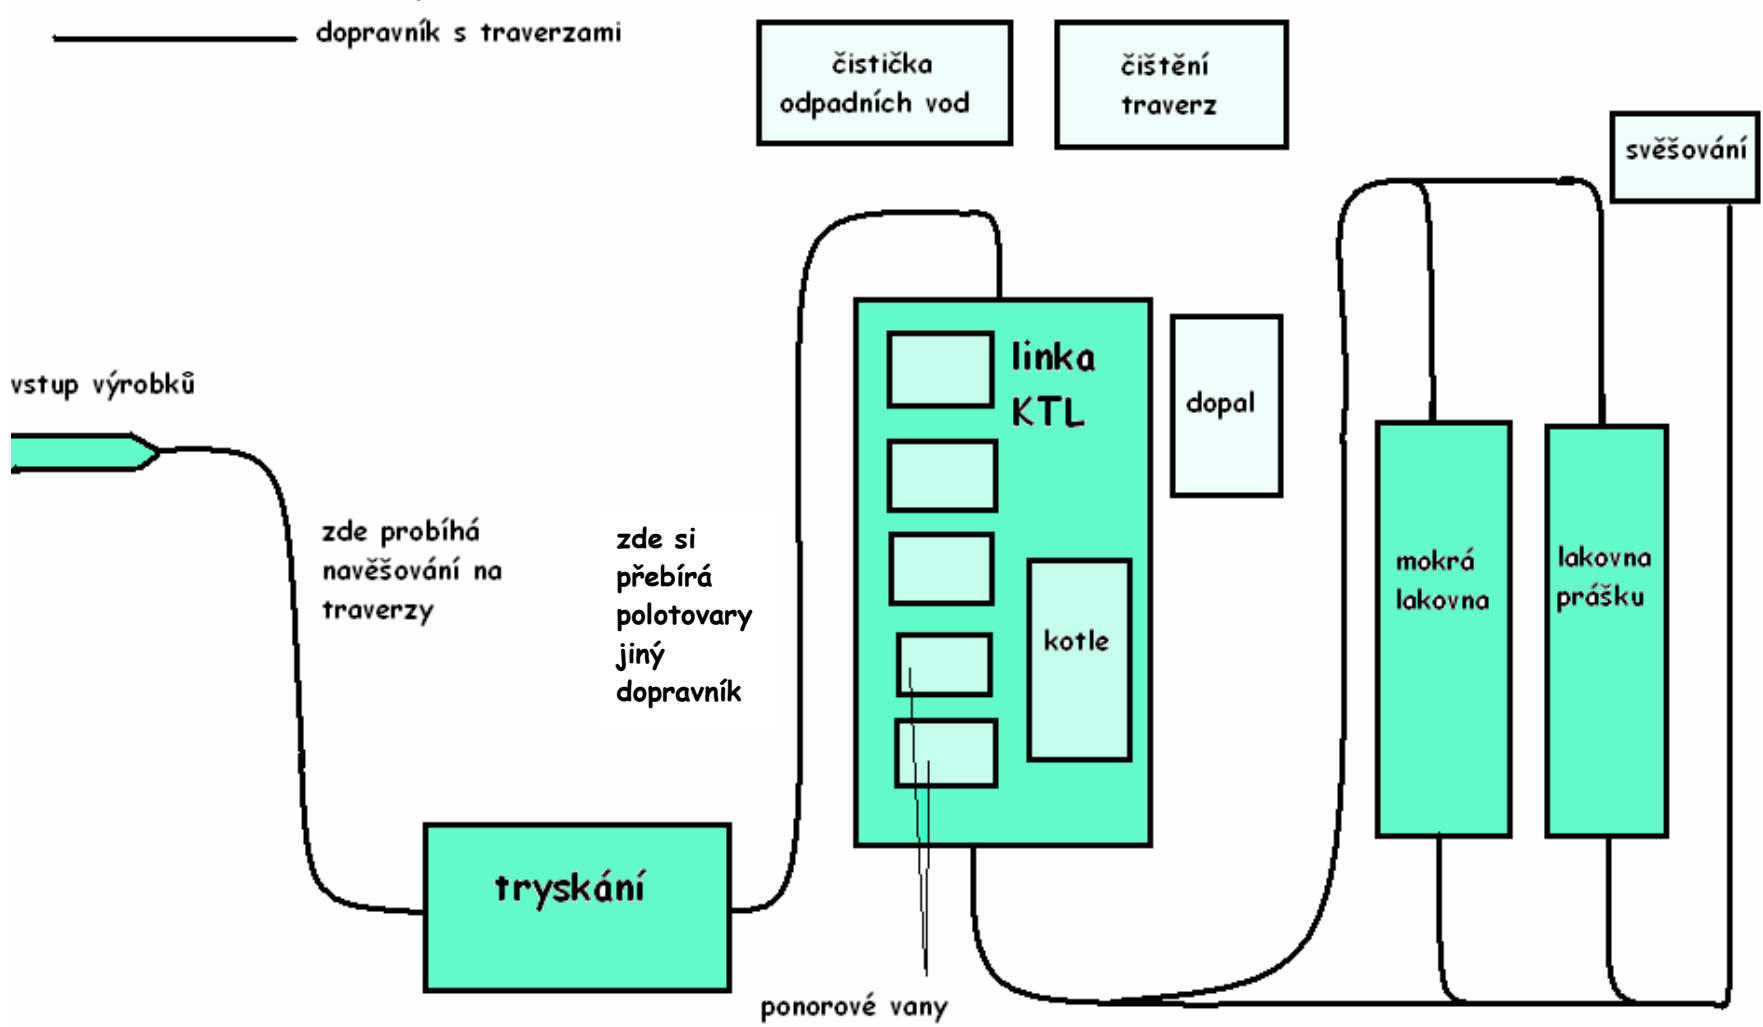 dopravník s traverzami
čistička
odpadních vod
čištění
traverz
svěšování
vstup výrobků
linka
KTL
dopal
zde probíhá
navěšování na
traverzy
zde si
přebírá
polotovary
jiný
dopravník
kotle
mokrá
lakovna
lakovna
prášku
tryskání
ponorové vany